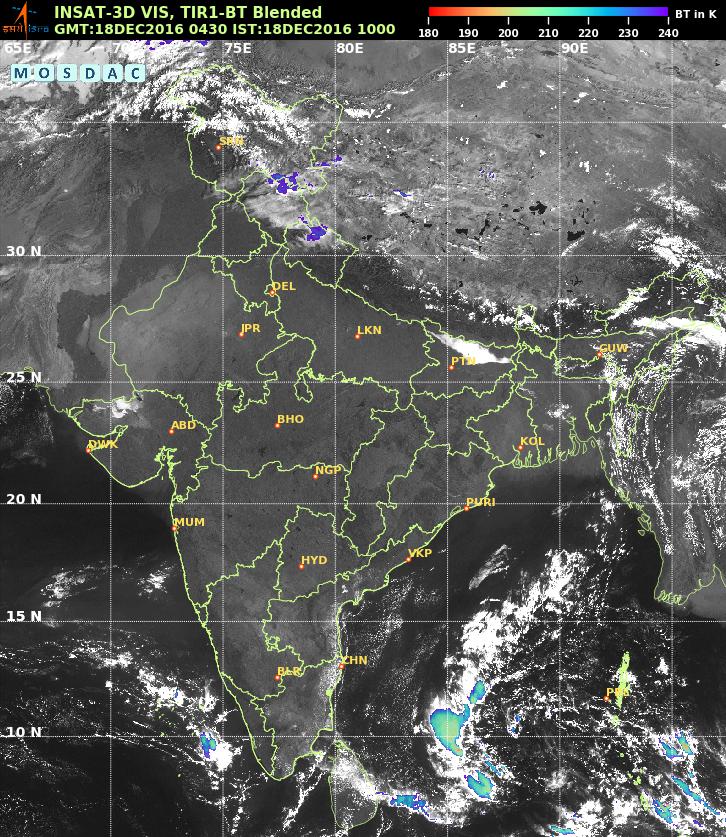 INSAT-3D VIS, TIR1-BT Blended
GMT:18DEC2016 0430 IST:18DEC2016 1000
BT in K
180 190 200 210 220 230 240
65E 70E 75E 80E 85E 90E
MOSDAC
SRN
30 N
DEL
JPR
LKN
GUW
PTN
25 N
ABD
BHO
DWK
KOL
NGP
20 N
PURI
MUM
VKP
HYD
15 N
CHN
BLR
PBL
10 N